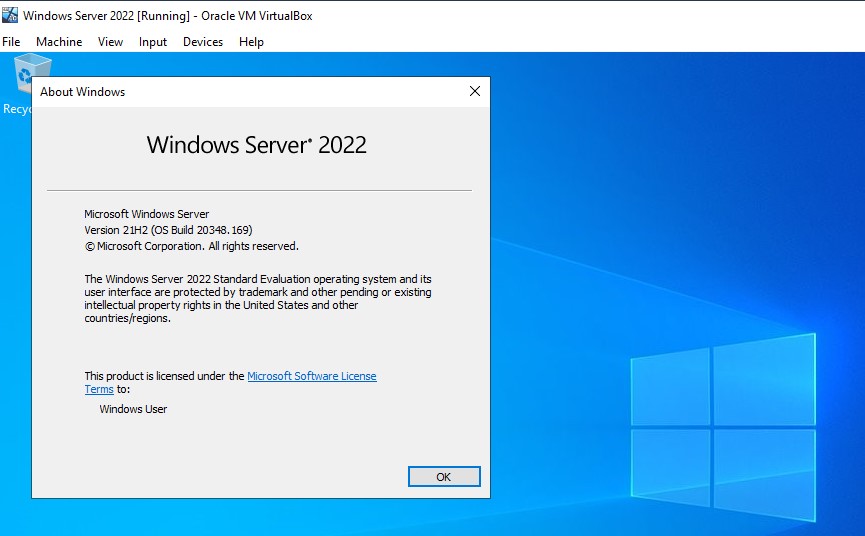 Windows Server 2022 [Running] - Oracle VM VirtualBox
File Machine View Input Devices Help
Recyc
About Windows
Windows Server® 2022
Microsoft Windows Server
Version 21H2 (OS Build 20348.169)
© Microsoft Corporation. All rights reserved.
The Windows Server 2022 Standard Evaluation operating system and its
user interface are protected by trademark and other pending or existing
intellectual property rights in the United States and other
countries/regions.
This product is licensed under the Microsoft Software License
Terms to:
Windows User
OK